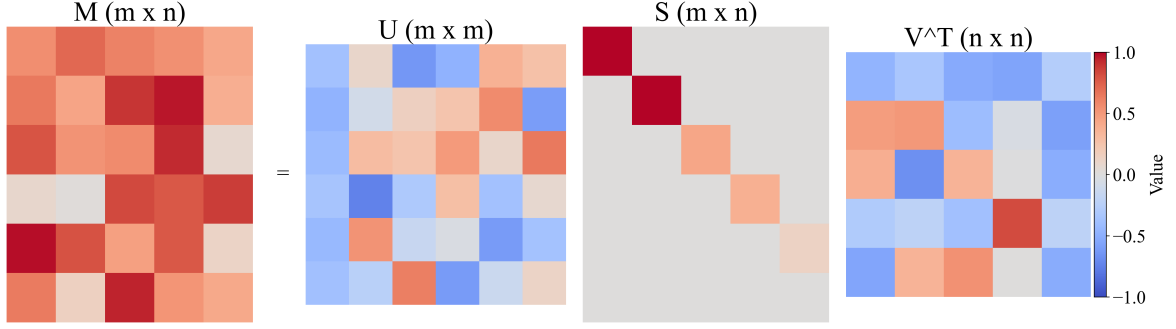 M (m x n)
U (m x m)
S (m x n)
V^T (n x n)
=
1.0
0.5
0.0
−0.5
−1.0
Value